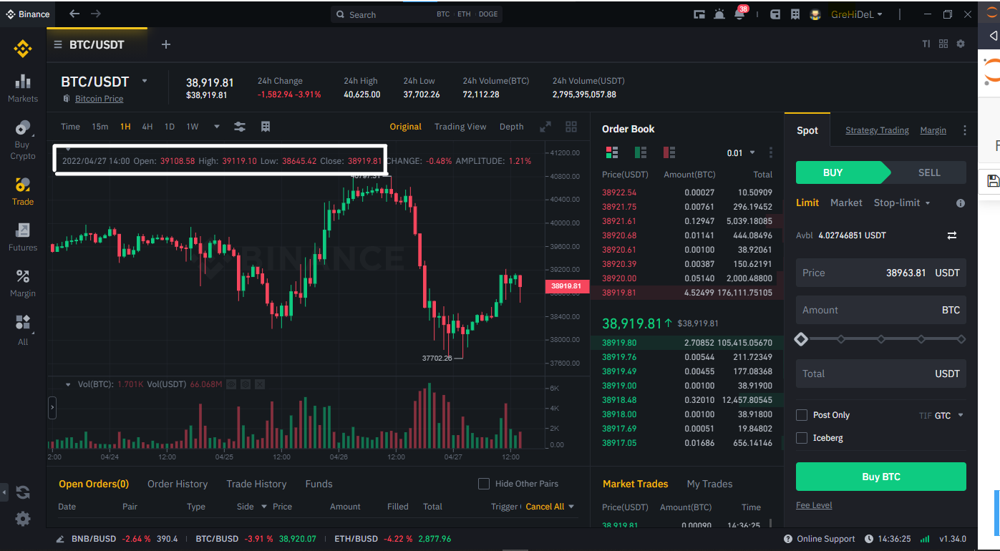 Binance
Search BTC ETH DOGE
38
GreHiDeL
BTC/USDT
TI
BTC/USDT
Bitcoin Price
38,919.81
$38,919.81
24h Change
-1,582.94 -3.91%
24h High
40,625.00
24h Low
37,702.26
24h Volume(BTC)
72,112.28
24h Volume(USDT)
2,795,395,057.88
Markets
Buy
Crypto
Trade
Futures
Margin
All
Time 15m 1H 4H 1D 1W
Original Trading View Depth
2022/04/27 14:00 Open: 39108.58 High: 39119.10 Low: 38645.42 Close: 38919.81 CHANGE: -0.48% AMPLITUDE: 1.21%
BINANCE
37702.26
41200.00
40800.00
40400.00
40000.00
39600.00
39200.00
38919.81
38400.00
38000.00
37600.00
Vol(BTC): 1.701K Vol(USDT) 66.068M
6K
4K
2K
0.00
2:00 04/24 12:00 04/25 12:00 04/26 12:00 04/27 12:00
Order Book
0.01
Price(USDT) Amount(BTC) Total
38922.54 0.00027 10.50909
38921.75 0.00761 296.19452
38921.61 0.12947 5,039.18085
38920.68 0.01141 444.08496
38920.61 0.00100 38.92061
38920.39 0.00387 150.62191
38920.00 0.05140 2,000.48800
38919.81 4.52499 176,111.75105
38,919.81 $38,919.81
38919.80 2.70852 105,415.05670
38919.76 0.00544 211.72349
38919.49 0.00455 177.08368
38919.00 0.00100 38.91900
38918.48 0.32010 12,457.80545
38918.00 0.00100 38.91800
38917.69 0.00051 19.84802
38917.05 0.01686 656.14146
Market Trades My Trades
Price(USDT) Amount(BTC) Time
38,919.81 0.00090 14:36:25
Spot Strategy Trading Margin
BUY SELL
Limit Market Stop-limit
Avbl 4.02746851 USDT
Price 38963.81 USDT
Amount BTC
Total USDT
Post Only TIF GTC
Iceberg
Buy BTC
Fee Level
Open Orders(0) Order History Trade History Funds Hide Other Pairs
Date Pair Type Side Price Amount Filled Total Trigger Cancel All
BNB/BUSD -2.64 % 390.4 BTC/BUSD -3.91 % 38,920.07 ETH/BUSD -4.22 % 2,877.96
Online Support 14:36:25 v1.34.0